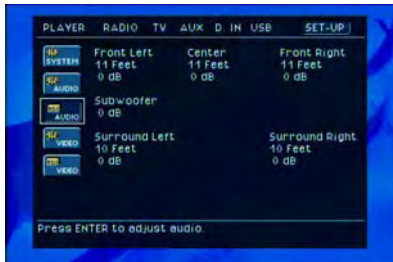 PLAYER RADIO TV AUX D. IN USB SET-UP
SYSTEM
AUDIO
AUDIO
VIDEO
VIDEO
Front Left Center Front Right
11 Feet 11 Feet 11 Feet
0 dB 0 dB 0 dB
Subwoofer
0 dB
Surround Left Surround Right
10 Feet 10 Feet
0 dB 0 dB
Press ENTER to adjust audio.